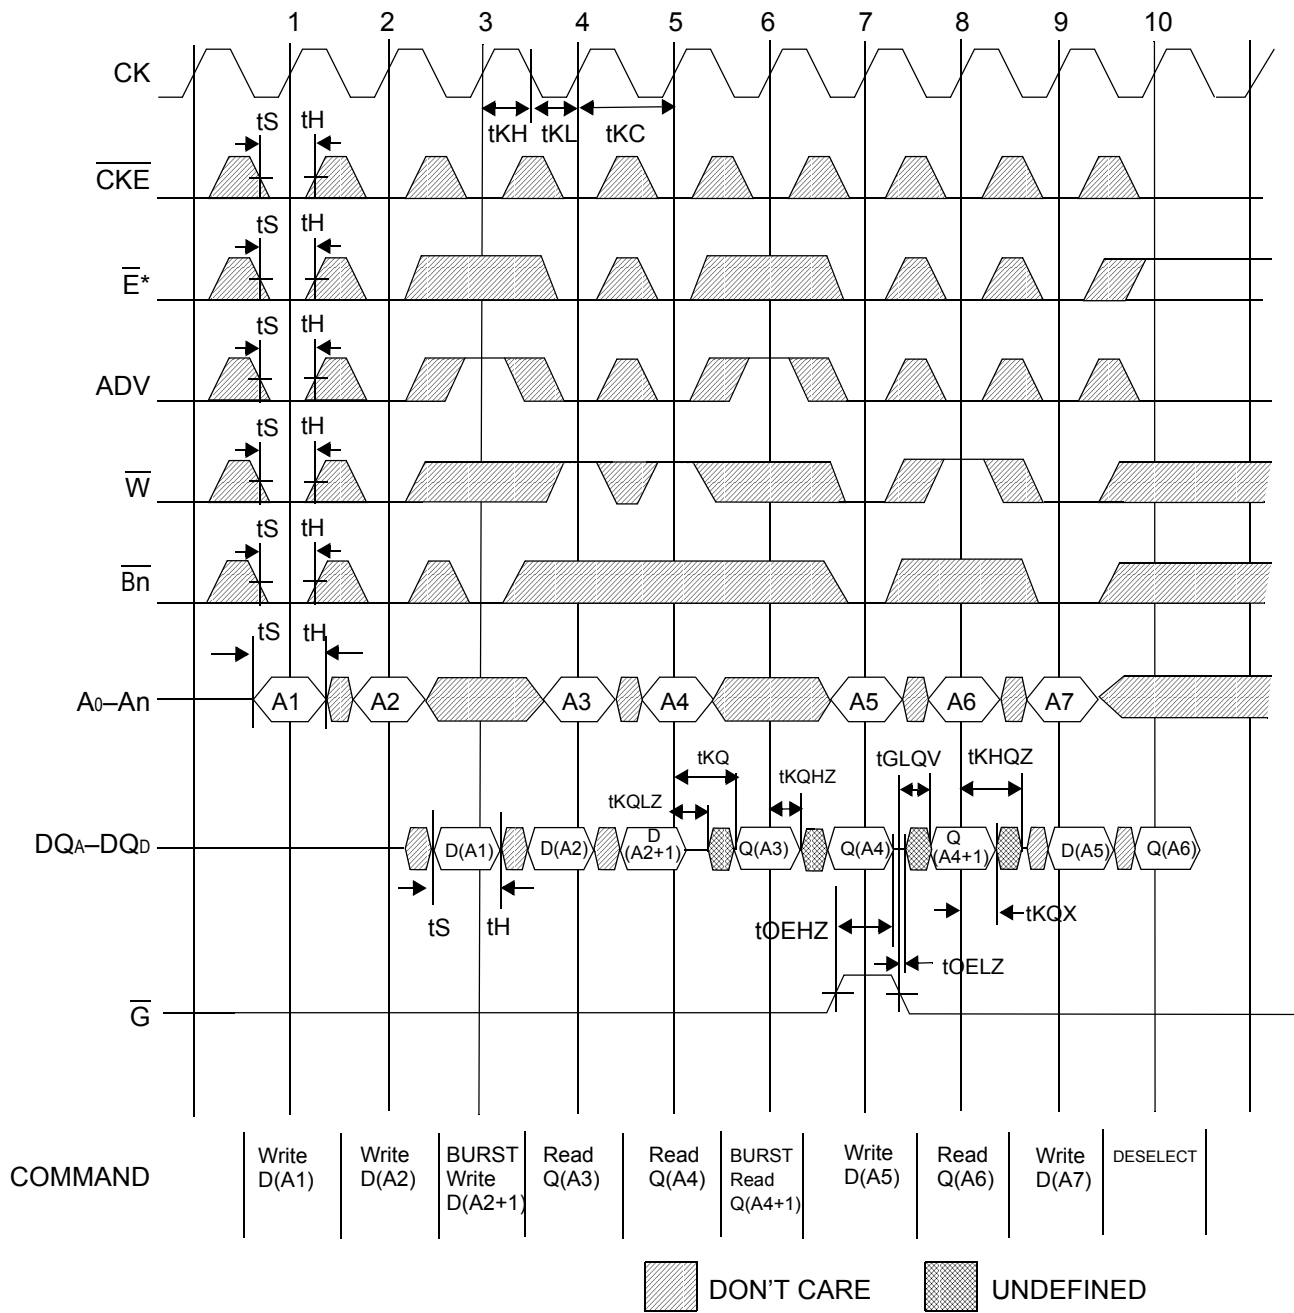 1 2 3 4 5 6 7 8 9 10
CK
tKH tKL tKC
tS tH
CKE
tS tH
E*
tS tH
ADV
tS tH
W
tS tH
Bn
tS tH
A0–An A1 A2 A3 A4 A5 A6 A7
tKQ tGLQV tKHQZ
tKQHZ
tKQLZ
DQA–DQD D(A1) D(A2) D (A2+1) Q(A3) Q(A4) Q (A4+1) D(A5) Q(A6)
tS tH tOEHZ tKQX
tOELZ
G
COMMAND
Write D(A1)
Write D(A2)
BURST Write D(A2+1)
Read Q(A3)
Read Q(A4)
BURST Read Q(A4+1)
Write D(A5)
Read Q(A6)
Write D(A7)
DESELECT
DON'T CARE UNDEFINED